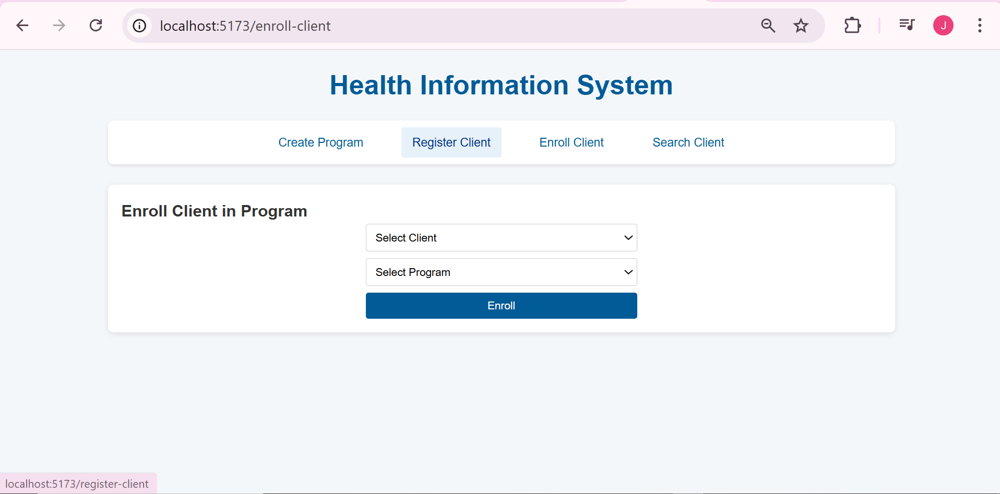 localhost:5173/enroll-client
J
Health Information System
Create Program Register Client Enroll Client Search Client
Enroll Client in Program
Select Client
Select Program
Enroll
localhost:5173/register-client